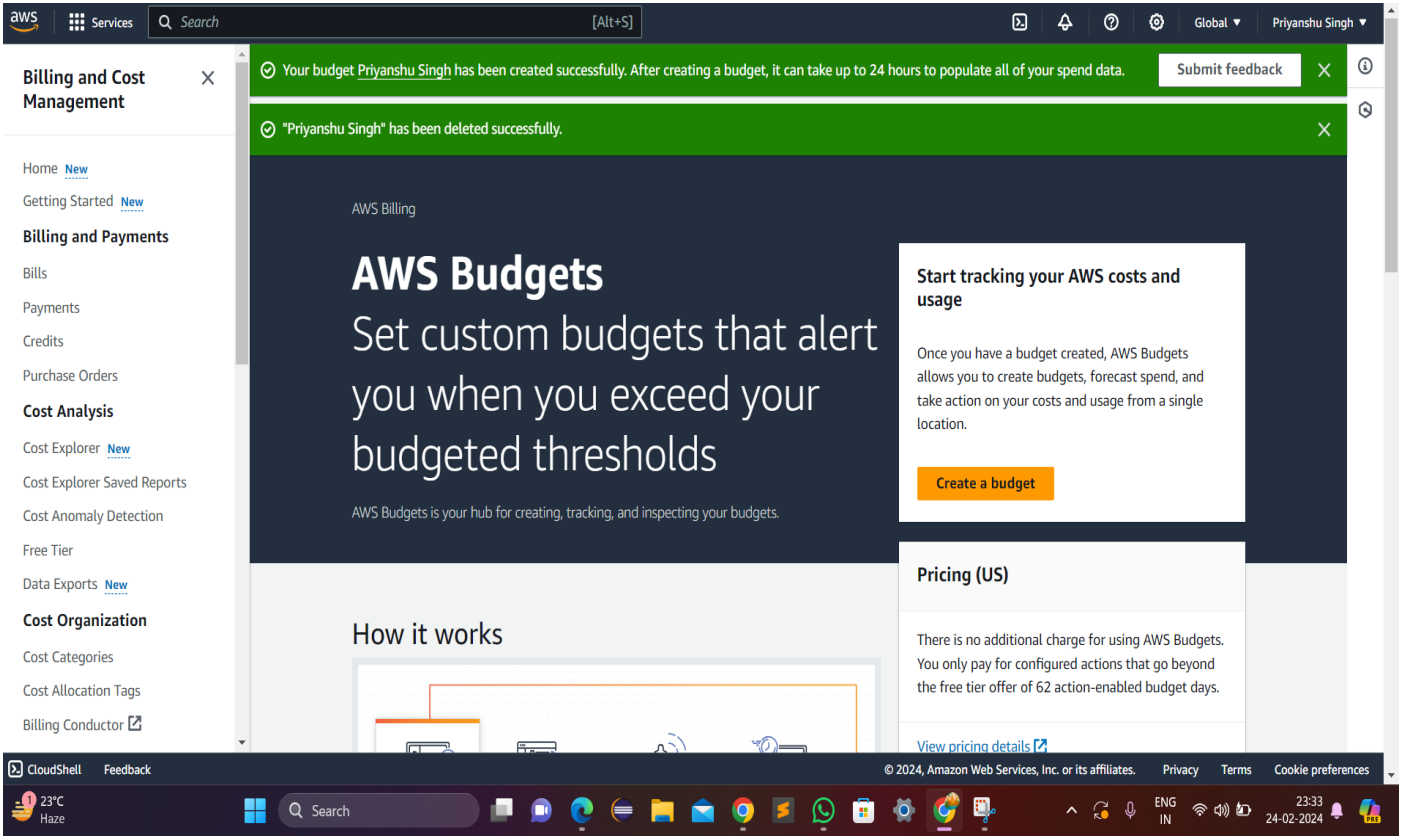 aws
Services
Search
[Alt+S]
Global ▼
Priyanshu Singh ▼
Billing and Cost
Management
Home New
Getting Started New
Billing and Payments
Bills
Payments
Credits
Purchase Orders
Cost Analysis
Cost Explorer New
Cost Explorer Saved Reports
Cost Anomaly Detection
Free Tier
Data Exports New
Cost Organization
Cost Categories
Cost Allocation Tags
Billing Conductor
Your budget Priyanshu Singh has been created successfully. After creating a budget, it can take up to 24 hours to populate all of your spend data.
Submit feedback
"Priyanshu Singh" has been deleted successfully.
AWS Billing
AWS Budgets
Set custom budgets that alert
you when you exceed your
budgeted thresholds
AWS Budgets is your hub for creating, tracking, and inspecting your budgets.
Start tracking your AWS costs and
usage
Once you have a budget created, AWS Budgets
allows you to create budgets, forecast spend, and
take action on your costs and usage from a single
location.
Create a budget
Pricing (US)
There is no additional charge for using AWS Budgets.
You only pay for configured actions that go beyond
the free tier offer of 62 action-enabled budget days.
View pricing details
How it works
CloudShell
Feedback
© 2024, Amazon Web Services, Inc. or its affiliates.
Privacy
Terms
Cookie preferences
1
23°C
Haze
Search
ENG
IN
23:33
24-02-2024
PRE